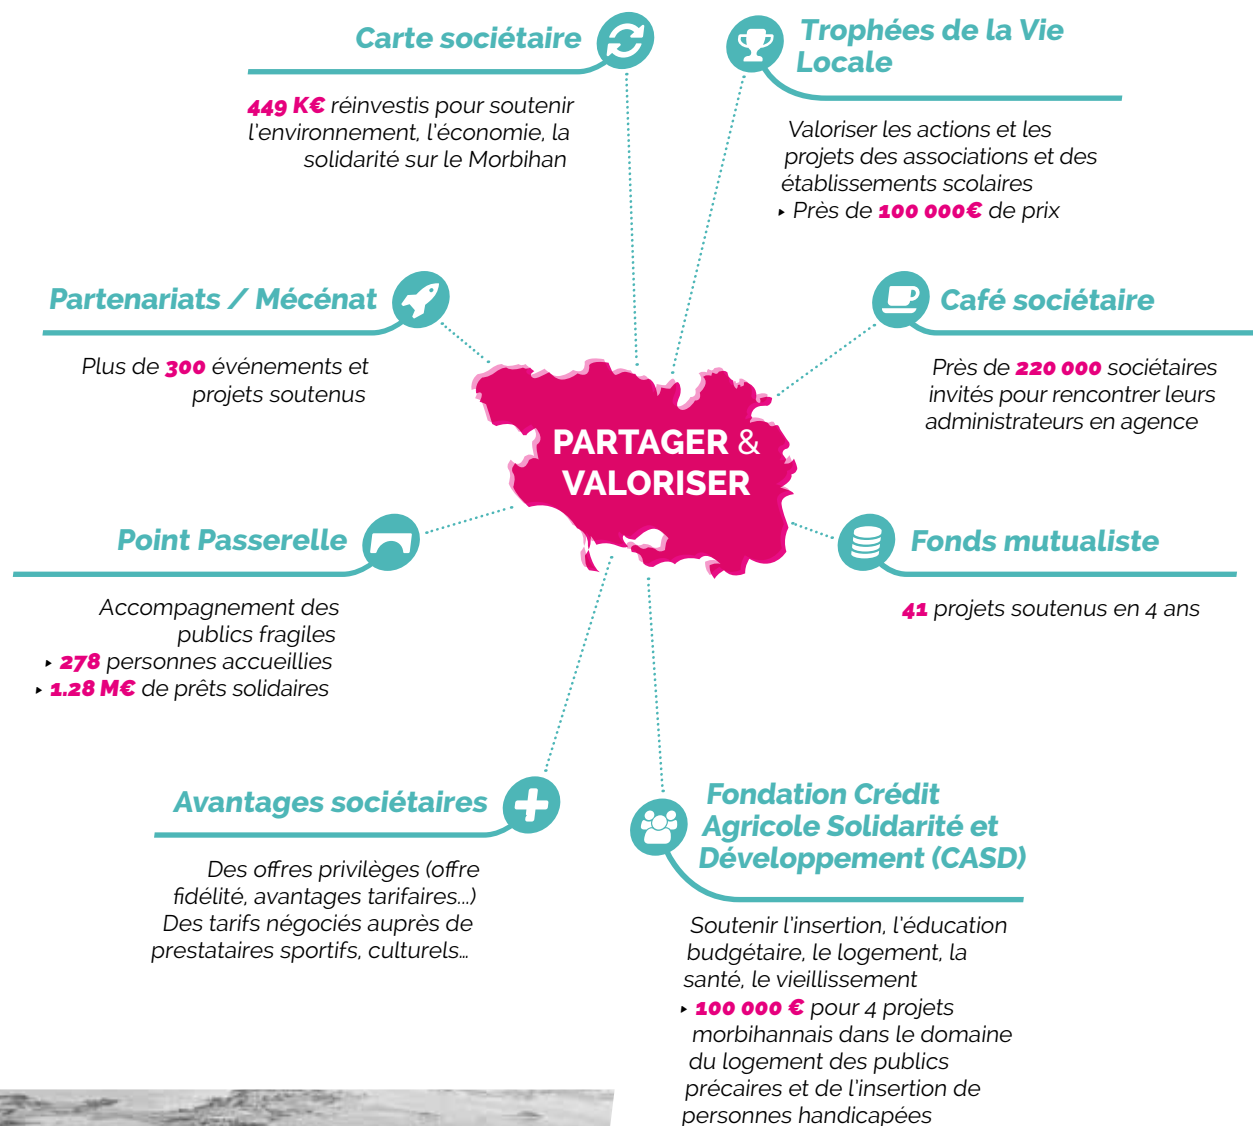 Carte sociétaire
449 K€ réinvestis pour soutenir
l'environnement, l'économie, la
solidarité sur le Morbihan
Trophées de la Vie
Locale
Valoriser les actions et les
projets des associations et des
établissements scolaires
‣ Près de 100 000€ de prix
Partenariats / Mécénat
Plus de 300 événements et
projets soutenus
Café sociétaire
Près de 220 000 sociétaires
invités pour rencontrer leurs
administrateurs en agence
PARTAGER &
VALORISER
Point Passerelle
Accompagnement des
publics fragiles
‣ 278 personnes accueillies
‣ 1.28 M€ de prêts solidaires
Fonds mutualiste
41 projets soutenus en 4 ans
Avantages sociétaires
Des offres privilèges (offre
fidélité, avantages tarifaires...)
Des tarifs négociés auprès de
prestataires sportifs, culturels…
Fondation Crédit
Agricole Solidarité et
Développement (CASD)
Soutenir l'insertion, l'éducation
budgétaire, le logement, la
santé, le vieillissement
‣ 100 000 € pour 4 projets
morbihannais dans le domaine
du logement des publics
précaires et de l'insertion de
personnes handicapées